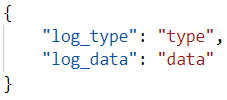 {
    "log_type": "type",
    "log_data": "data"
}